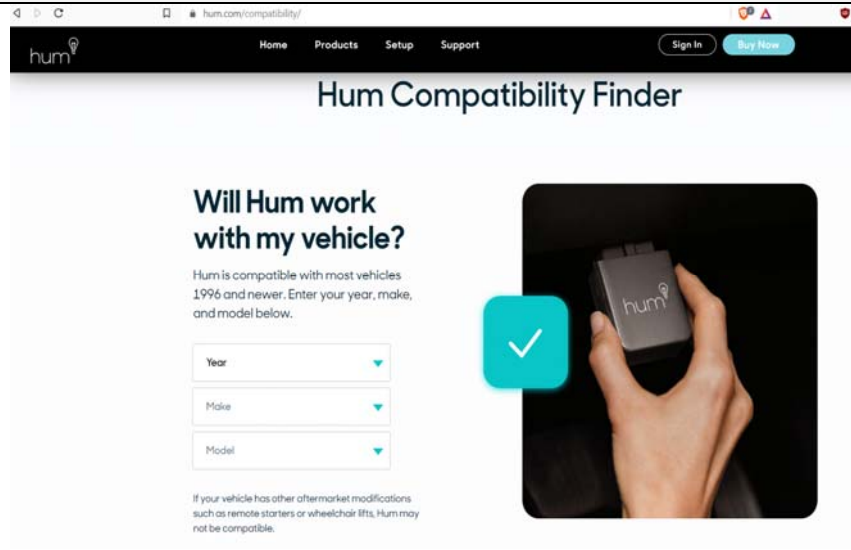 hum.com/compatibility/
hum
Home Products Setup Support
Sign In Buy Now
Hum Compatibility Finder
Will Hum work
with my vehicle?
Hum is compatible with most vehicles
1996 and newer. Enter your year, make,
and model below.
hum
Year
Make
Model
If your vehicle has other aftermarket modifications
such as remote starters or wheelchair lifts, Hum may
not be compatible.